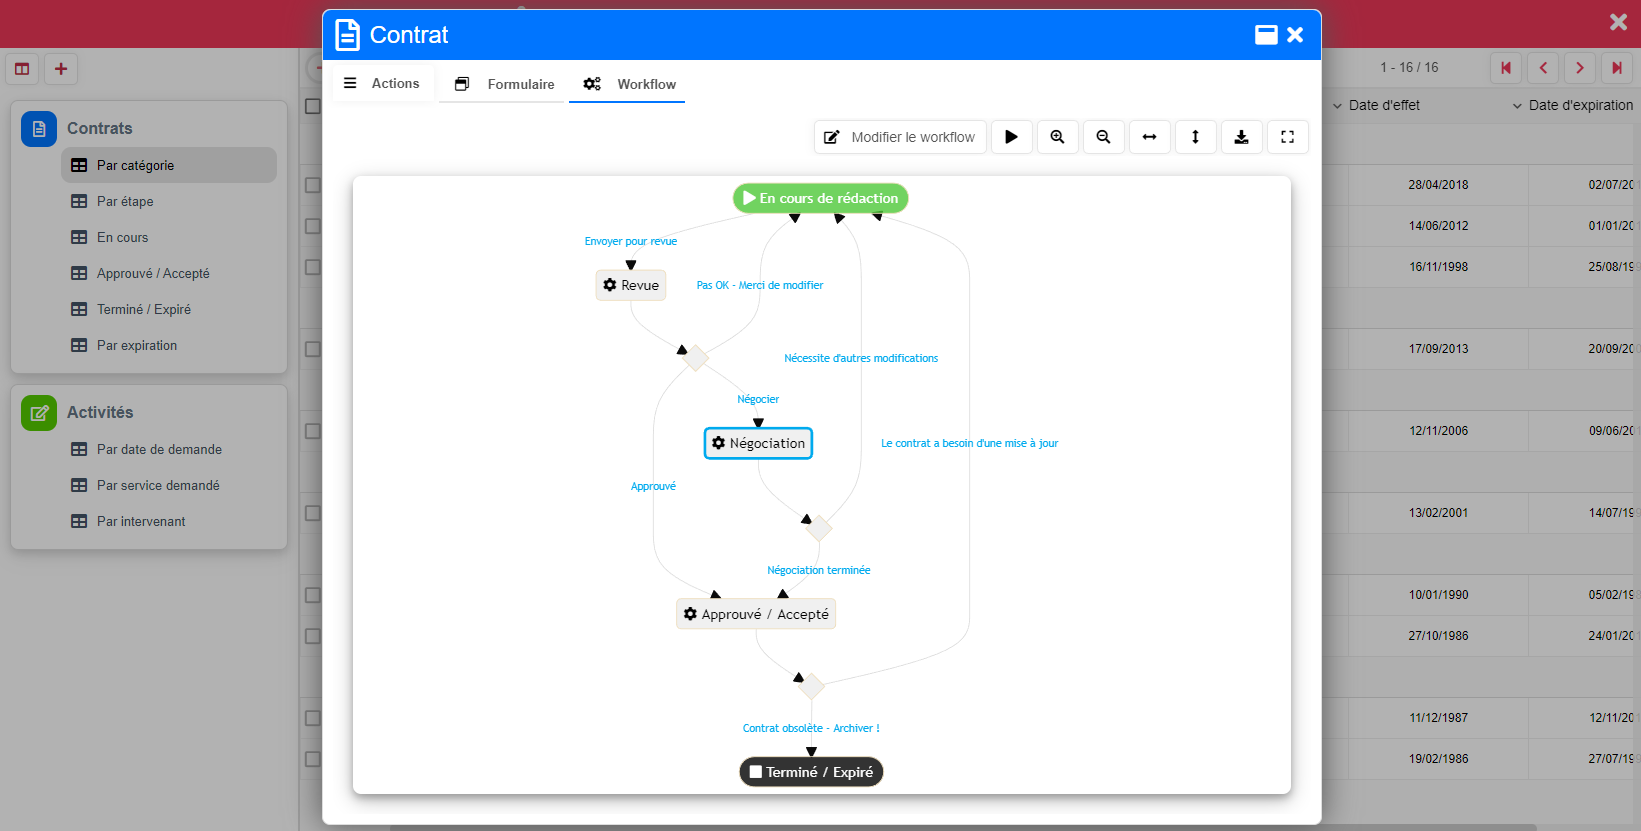 Contrat
Actions
Formulaire
Workflow
Modifier le workflow
1 - 16 / 16
Contrats
Par catégorie
Par étape
En cours
Approuvé / Accepté
Terminé / Expiré
Par expiration
Activités
Par date de demande
Par service demandé
Par intervenant
En cours de rédaction
Envoyer pour revue
Revue
Pas OK - Merci de modifier
Nécessite d'autres modifications
Négocier
Négociation
Le contrat a besoin d'une mise à jour
Approuvé
Négociation terminée
Approuvé / Accepté
Contrat obsolète - Archiver !
Terminé / Expiré
Date d'effet
Date d'expiration
28/04/2018
02/07/20
14/06/2012
01/01/20
16/11/1998
25/08/19
17/09/2013
20/09/20
12/11/2006
09/06/20
13/02/2001
14/07/19
10/01/1990
05/02/19
27/10/1986
24/01/20
11/12/1987
12/11/20
19/02/1986
27/07/19